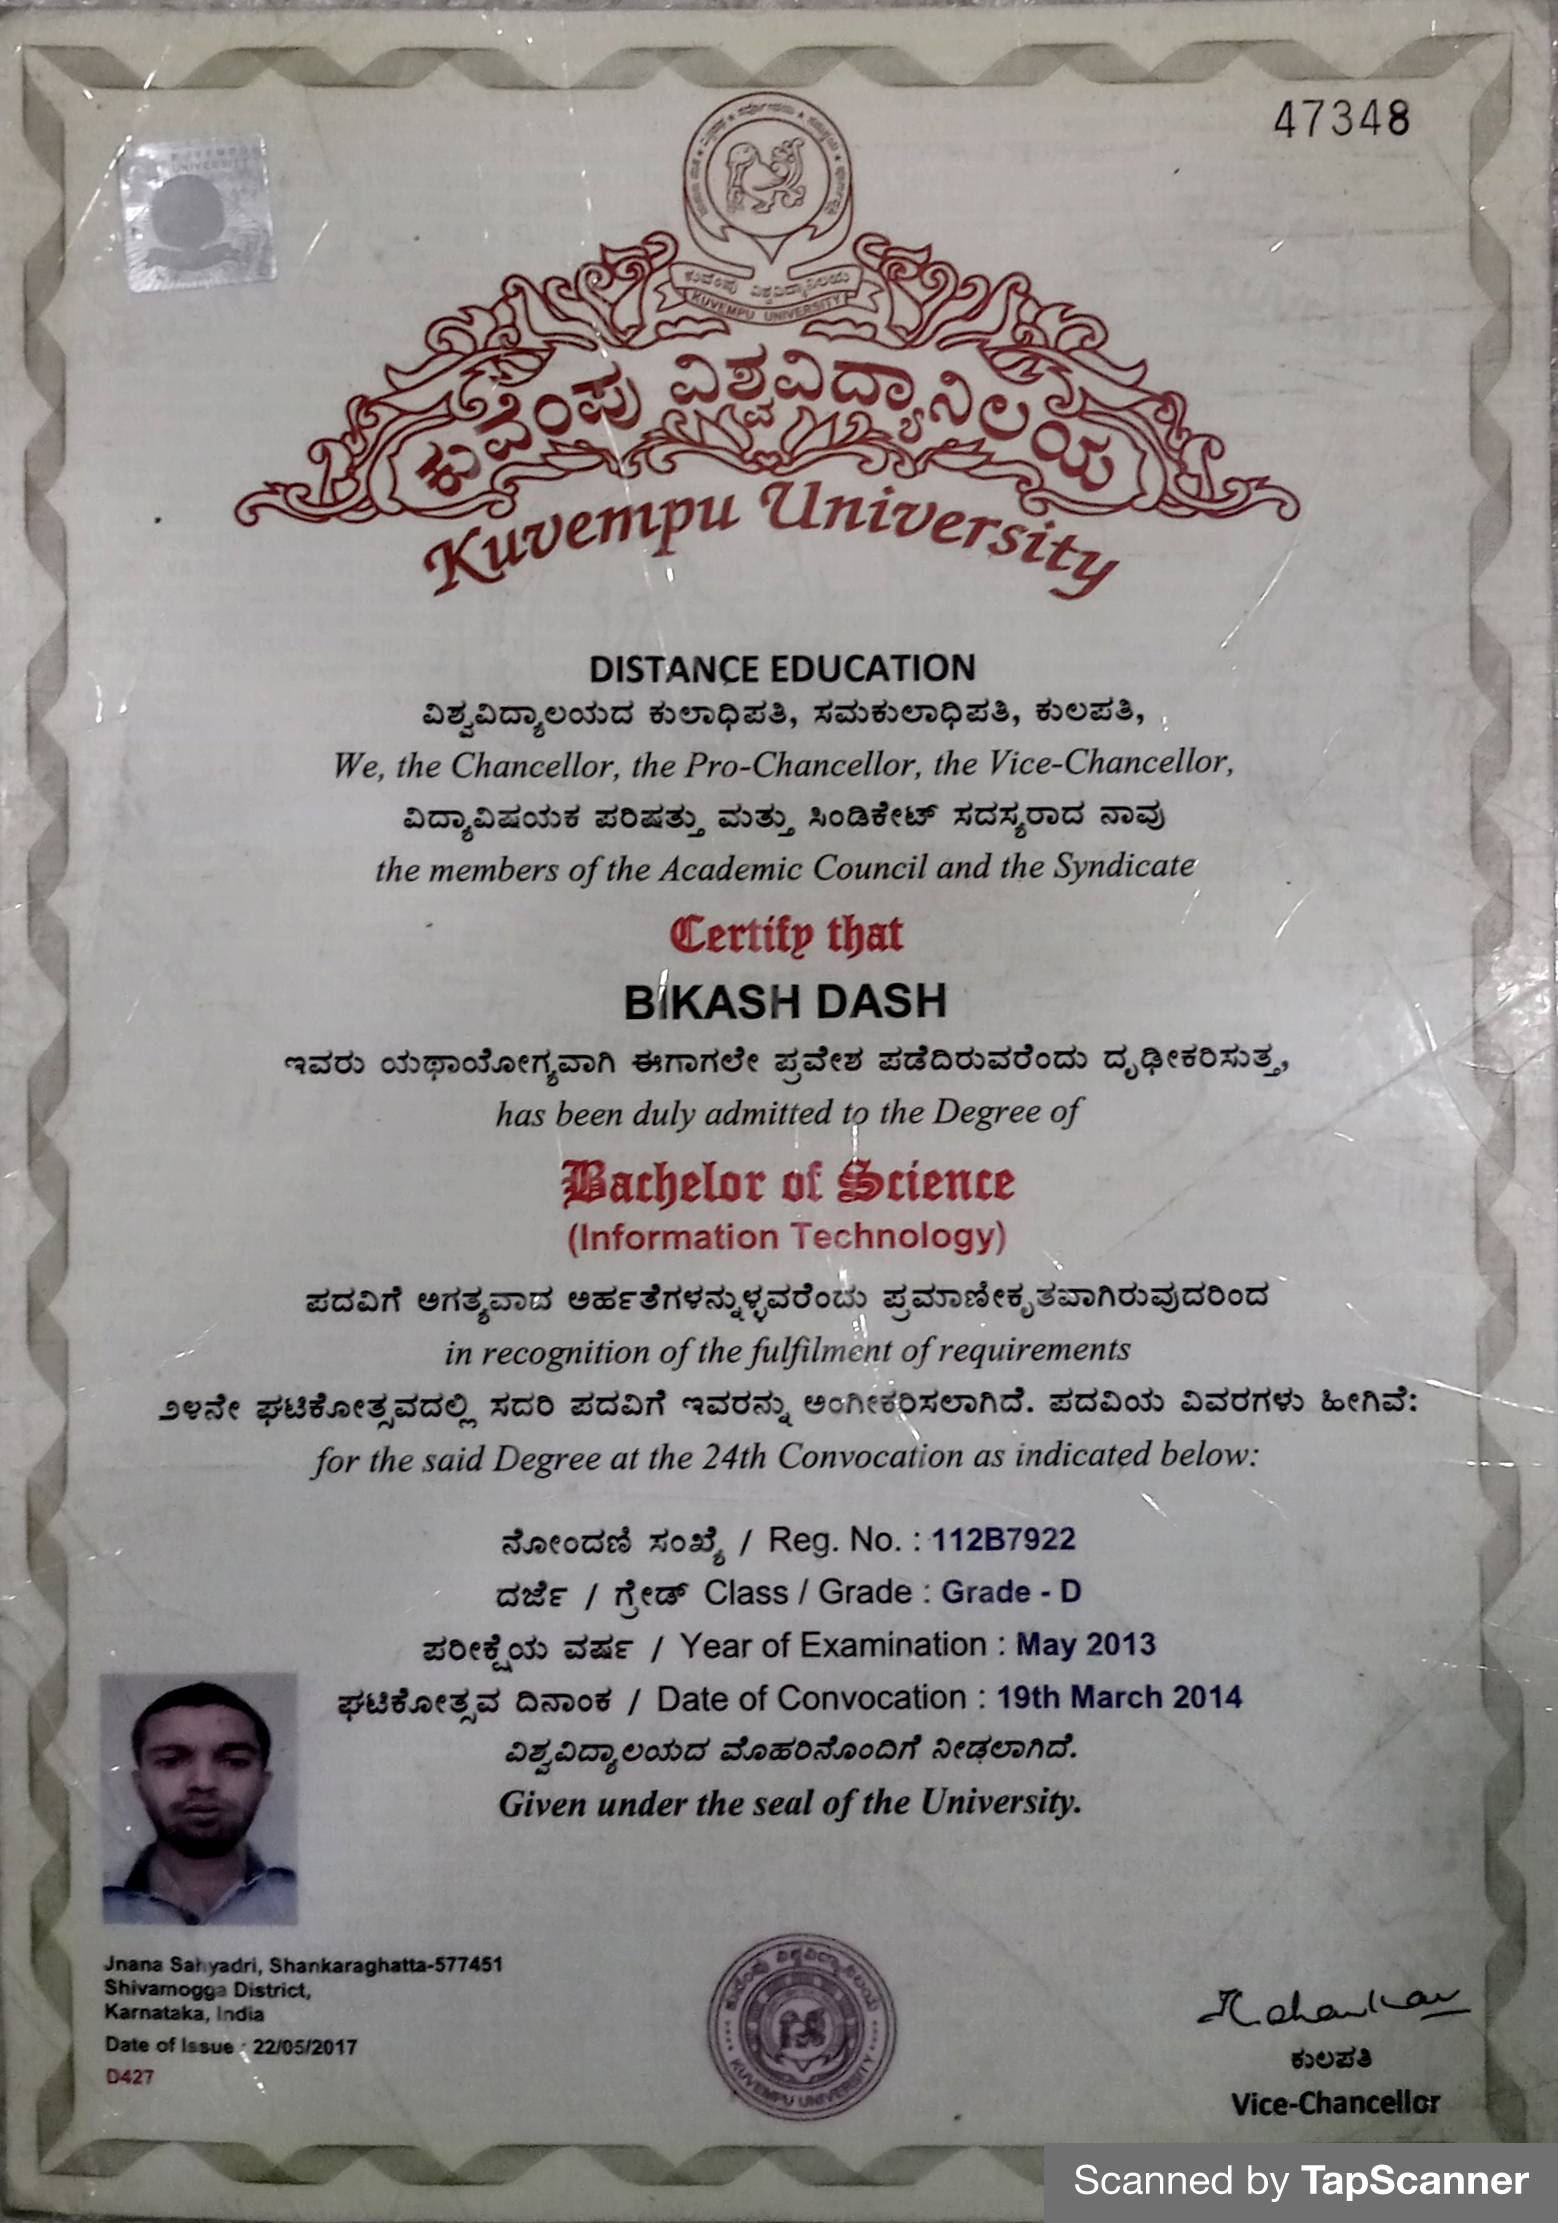 47348
ಕುವೆಂಪು ವಿಶ್ವವಿದ್ಯಾನಿಲಯ
KUVEMPU UNIVERSITY
ಕುವೆಂಪು ವಿಶ್ವವಿದ್ಯಾನಿಲಯ
Kuvempu University
DISTANCE EDUCATION
ವಿಶ್ವವಿದ್ಯಾಲಯದ ಕುಲಾಧಿಪತಿ, ಸಮಕುಲಾಧಿಪತಿ, ಕುಲಪತಿ,
We, the Chancellor, the Pro-Chancellor, the Vice-Chancellor,
ವಿದ್ಯಾವಿಷಯಕ ಪರಿಷತ್ತು ಮತ್ತು ಸಿಂಡಿಕೇಟ್ ಸದಸ್ಯರಾದ ನಾವು
the members of the Academic Council and the Syndicate
Certify that
BIKASH DASH
ಇವರು ಯಥಾಯೋಗ್ಯವಾಗಿ ಈಗಾಗಲೇ ಪ್ರವೇಶ ಪಡೆದಿರುವರೆಂದು ದೃಢೀಕರಿಸುತ್ತ,
has been duly admitted to the Degree of
Bachelor of Science
(Information Technology)
ಪದವಿಗೆ ಅಗತ್ಯವಾದ ಅರ್ಹತೆಗಳನ್ನುಳ್ಳವರೆಂದು ಪ್ರಮಾಣೀಕೃತವಾಗಿರುವುದರಿಂದ
in recognition of the fulfilment of requirements
೨೪ನೇ ಘಟಿಕೋತ್ಸವದಲ್ಲಿ ಸದರಿ ಪದವಿಗೆ ಇವರನ್ನು ಅಂಗೀಕರಿಸಲಾಗಿದೆ. ಪದವಿಯ ವಿವರಗಳು ಹೀಗಿವೆ:
for the said Degree at the 24th Convocation as indicated below:
ನೋಂದಣಿ ಸಂಖ್ಯೆ / Reg. No. : 112B7922
ದರ್ಜೆ / ಗ್ರೇಡ್ Class / Grade : Grade - D
ಪರೀಕ್ಷೆಯ ವರ್ಷ / Year of Examination : May 2013
ಘಟಿಕೋತ್ಸವ ದಿನಾಂಕ / Date of Convocation : 19th March 2014
ವಿಶ್ವವಿದ್ಯಾಲಯದ ಮೊಹರಿನೊಂದಿಗೆ ನೀಡಲಾಗಿದೆ.
Given under the seal of the University.
Jnana Sahyadri, Shankaraghatta-577451
Shivamogga District,
Karnataka, India
Date of Issue : 22/05/2017
D427
ಕುವೆಂಪು ವಿಶ್ವವಿದ್ಯಾನಿಲಯ
KUVEMPU UNIVERSITY
ಕುಲಪತಿ
Vice-Chancellor
Scanned by TapScanner